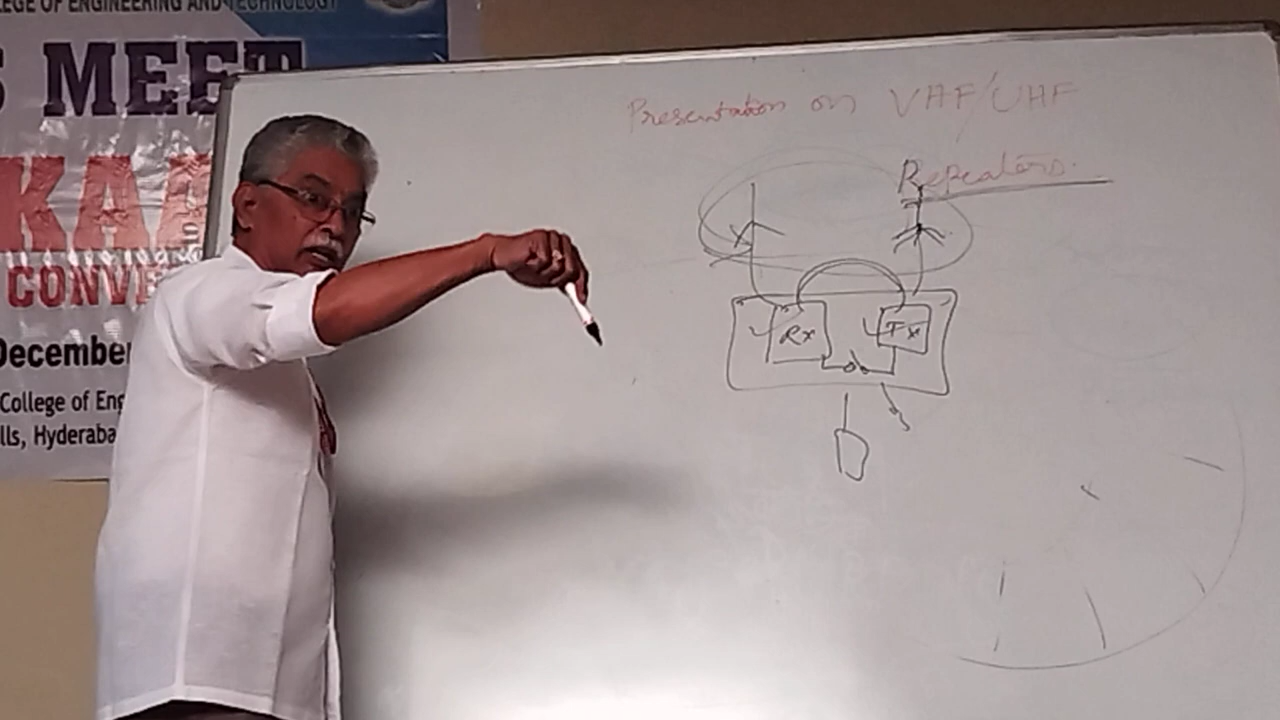 LEGE OF ENGINEERING AND TECHNOLOGY
S MEET
KAA
CONVE
December
College of Eng
lls, Hyderaba
Presentation on VHF/UHF
Repeaters.
Rx
Tx